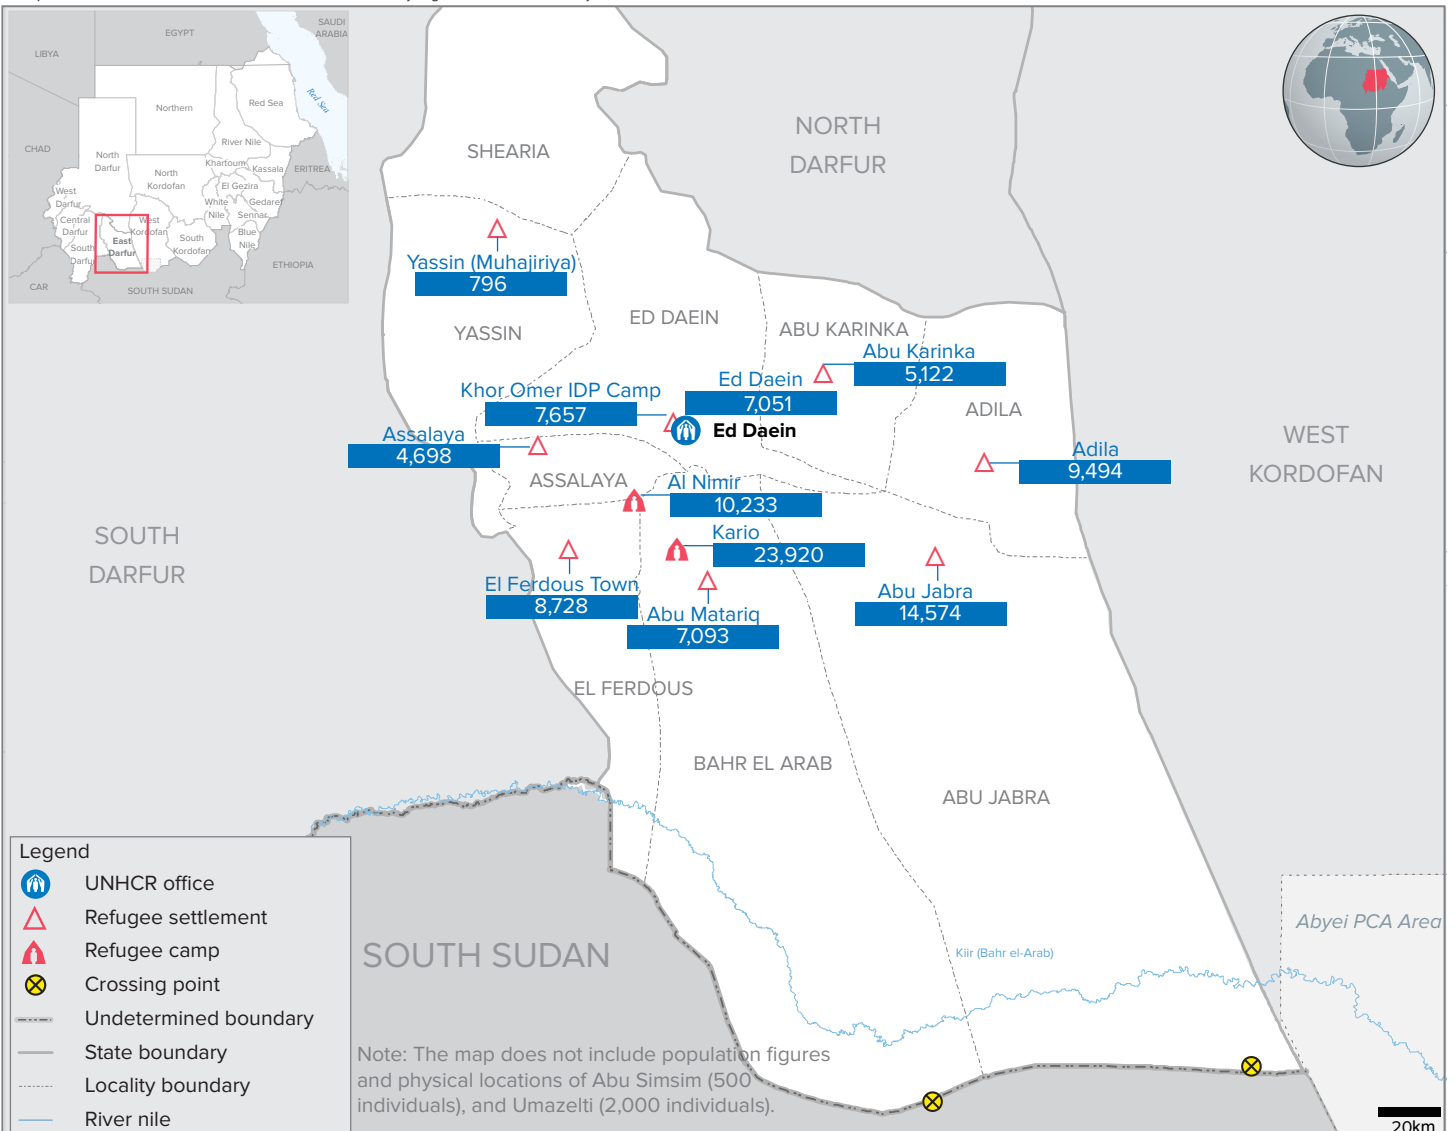 SAUDI
ARABIA
EGYPT
LIBYA
Red Sea
Northern
Red Sea
River Nile
CHAD
North
Darfur
Khartoum
Kassala
ERITREA
North
Kordofan
El Gezira
West
Darfur
White
Nile
Gedaref
Sennar
Central
Darfur
West
Kordofan
Blue
Nile
South
Kordofan
East
Darfur
South
Darfur
ETHIOPIA
CAR
SOUTH SUDAN
NORTH
DARFUR
SHEARIA
Yassin (Muhajiriya)
796
YASSIN
ED DAEIN
ABU KARINKA
Abu Karinka
5,122
Ed Daein
7,051
Khor Omer IDP Camp
7,657
Ed Daein
ADILA
Assalaya
4,698
Adila
9,494
WEST
KORDOFAN
ASSALAYA
Al Nimir
10,233
Kario
23,920
SOUTH
DARFUR
El Ferdous Town
8,728
Abu Matariq
7,093
Abu Jabra
14,574
EL FERDOUS
BAHR EL ARAB
ABU JABRA
SOUTH SUDAN
Kiir (Bahr el-Arab)
Abyei PCA Area
Legend
UNHCR office
Refugee settlement
Refugee camp
Crossing point
Undetermined boundary
State boundary
Locality boundary
River nile
Note: The map does not include population figures
and physical locations of Abu Simsim (500
individuals), and Umazelti (2,000 individuals).
20km